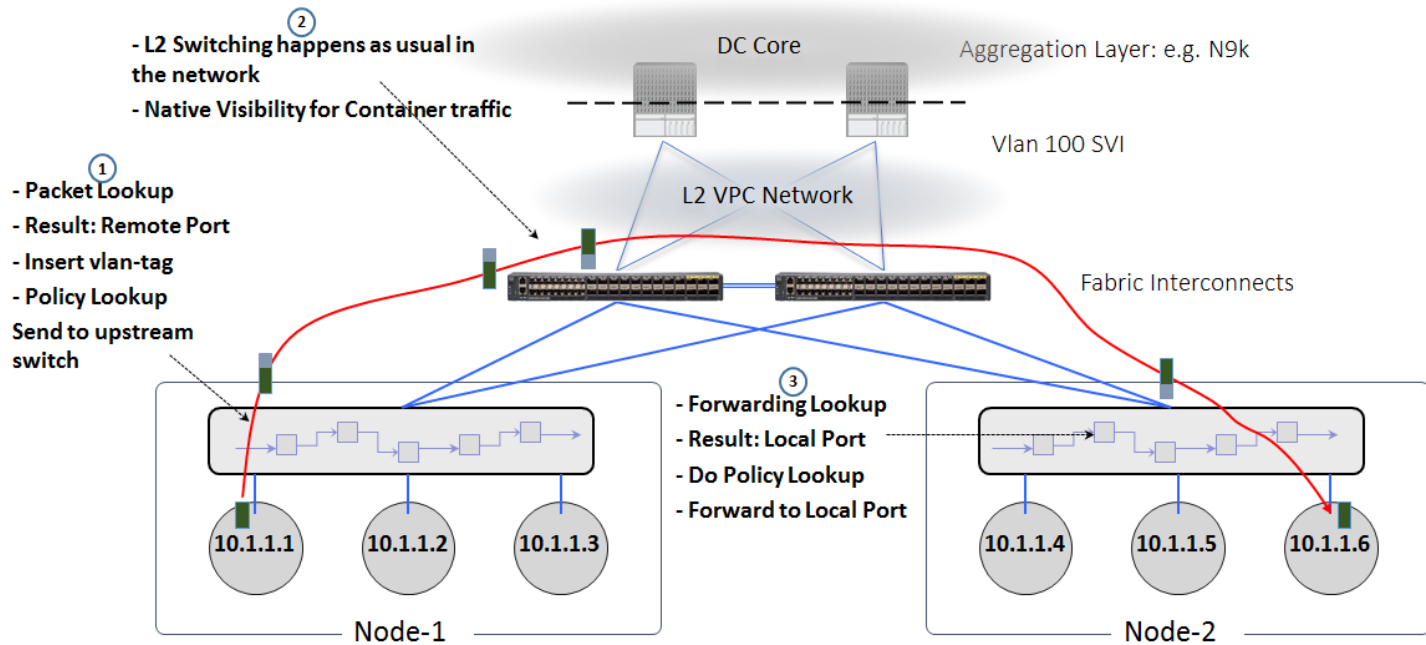 2
- L2 Switching happens as usual in
the network
- Native Visibility for Container traffic
DC Core
Aggregation Layer: e.g. N9k
Vlan 100 SVI
1
- Packet Lookup
- Result: Remote Port
- Insert vlan-tag
- Policy Lookup
Send to upstream
switch
L2 VPC Network
Fabric Interconnects
3
- Forwarding Lookup
- Result: Local Port
- Do Policy Lookup
- Forward to Local Port
10.1.1.1
10.1.1.2
10.1.1.3
10.1.1.4
10.1.1.5
10.1.1.6
Node-1
Node-2